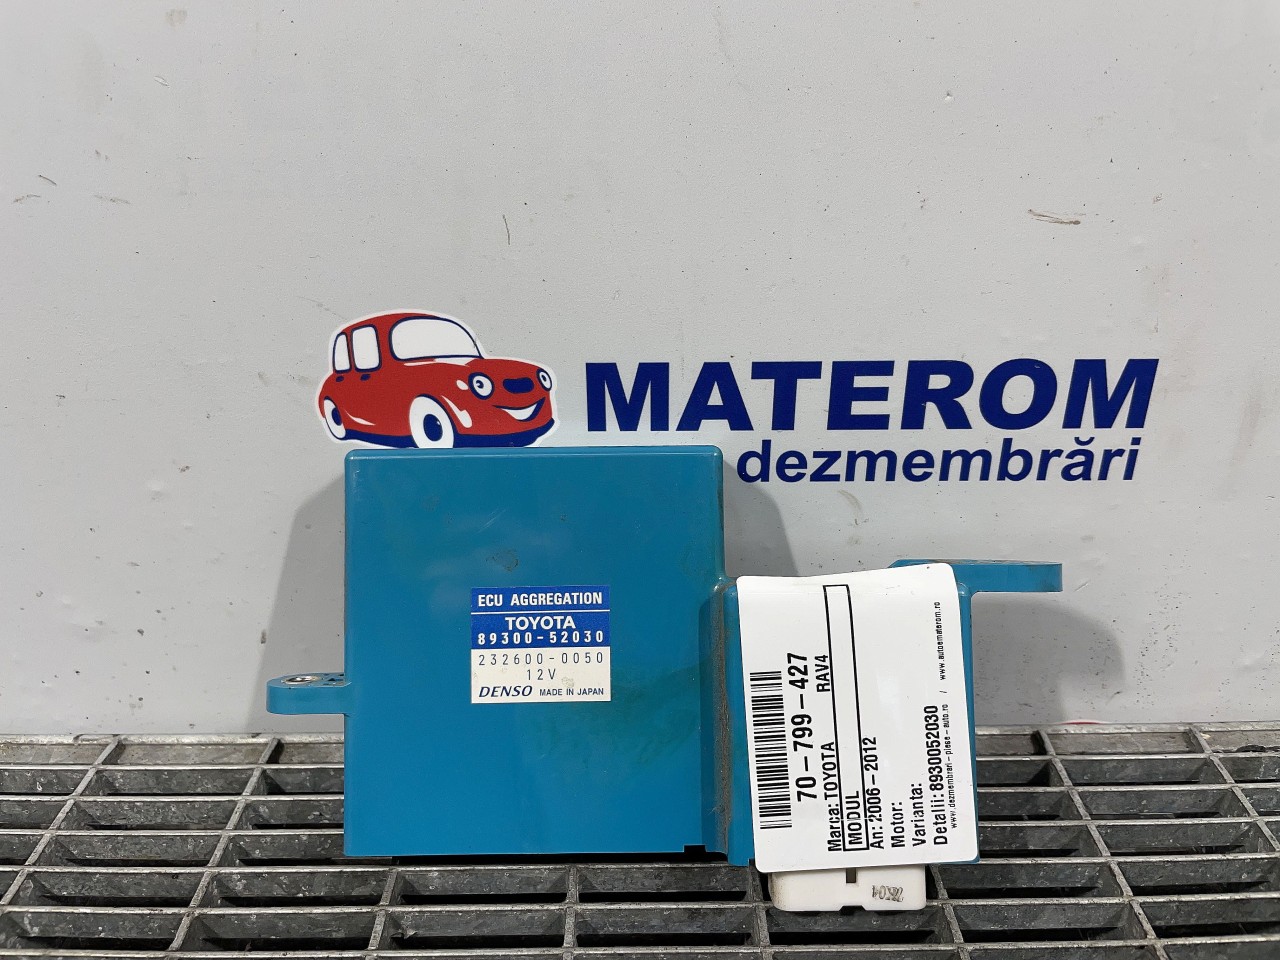 MATEROM
dezmembrări
ECU AGGREGATION
TOYOTA
89300-52030
232600-0050
12V
DENSO MADE IN JAPAN
70-799-427
Marca: TOYOTA RAV4
MODUL
An: 2006-2012
Motor:
Varianta:
Detalii: 8930052030
www.dezmembrari-piese-auto.ro / www.autoematerom.ro